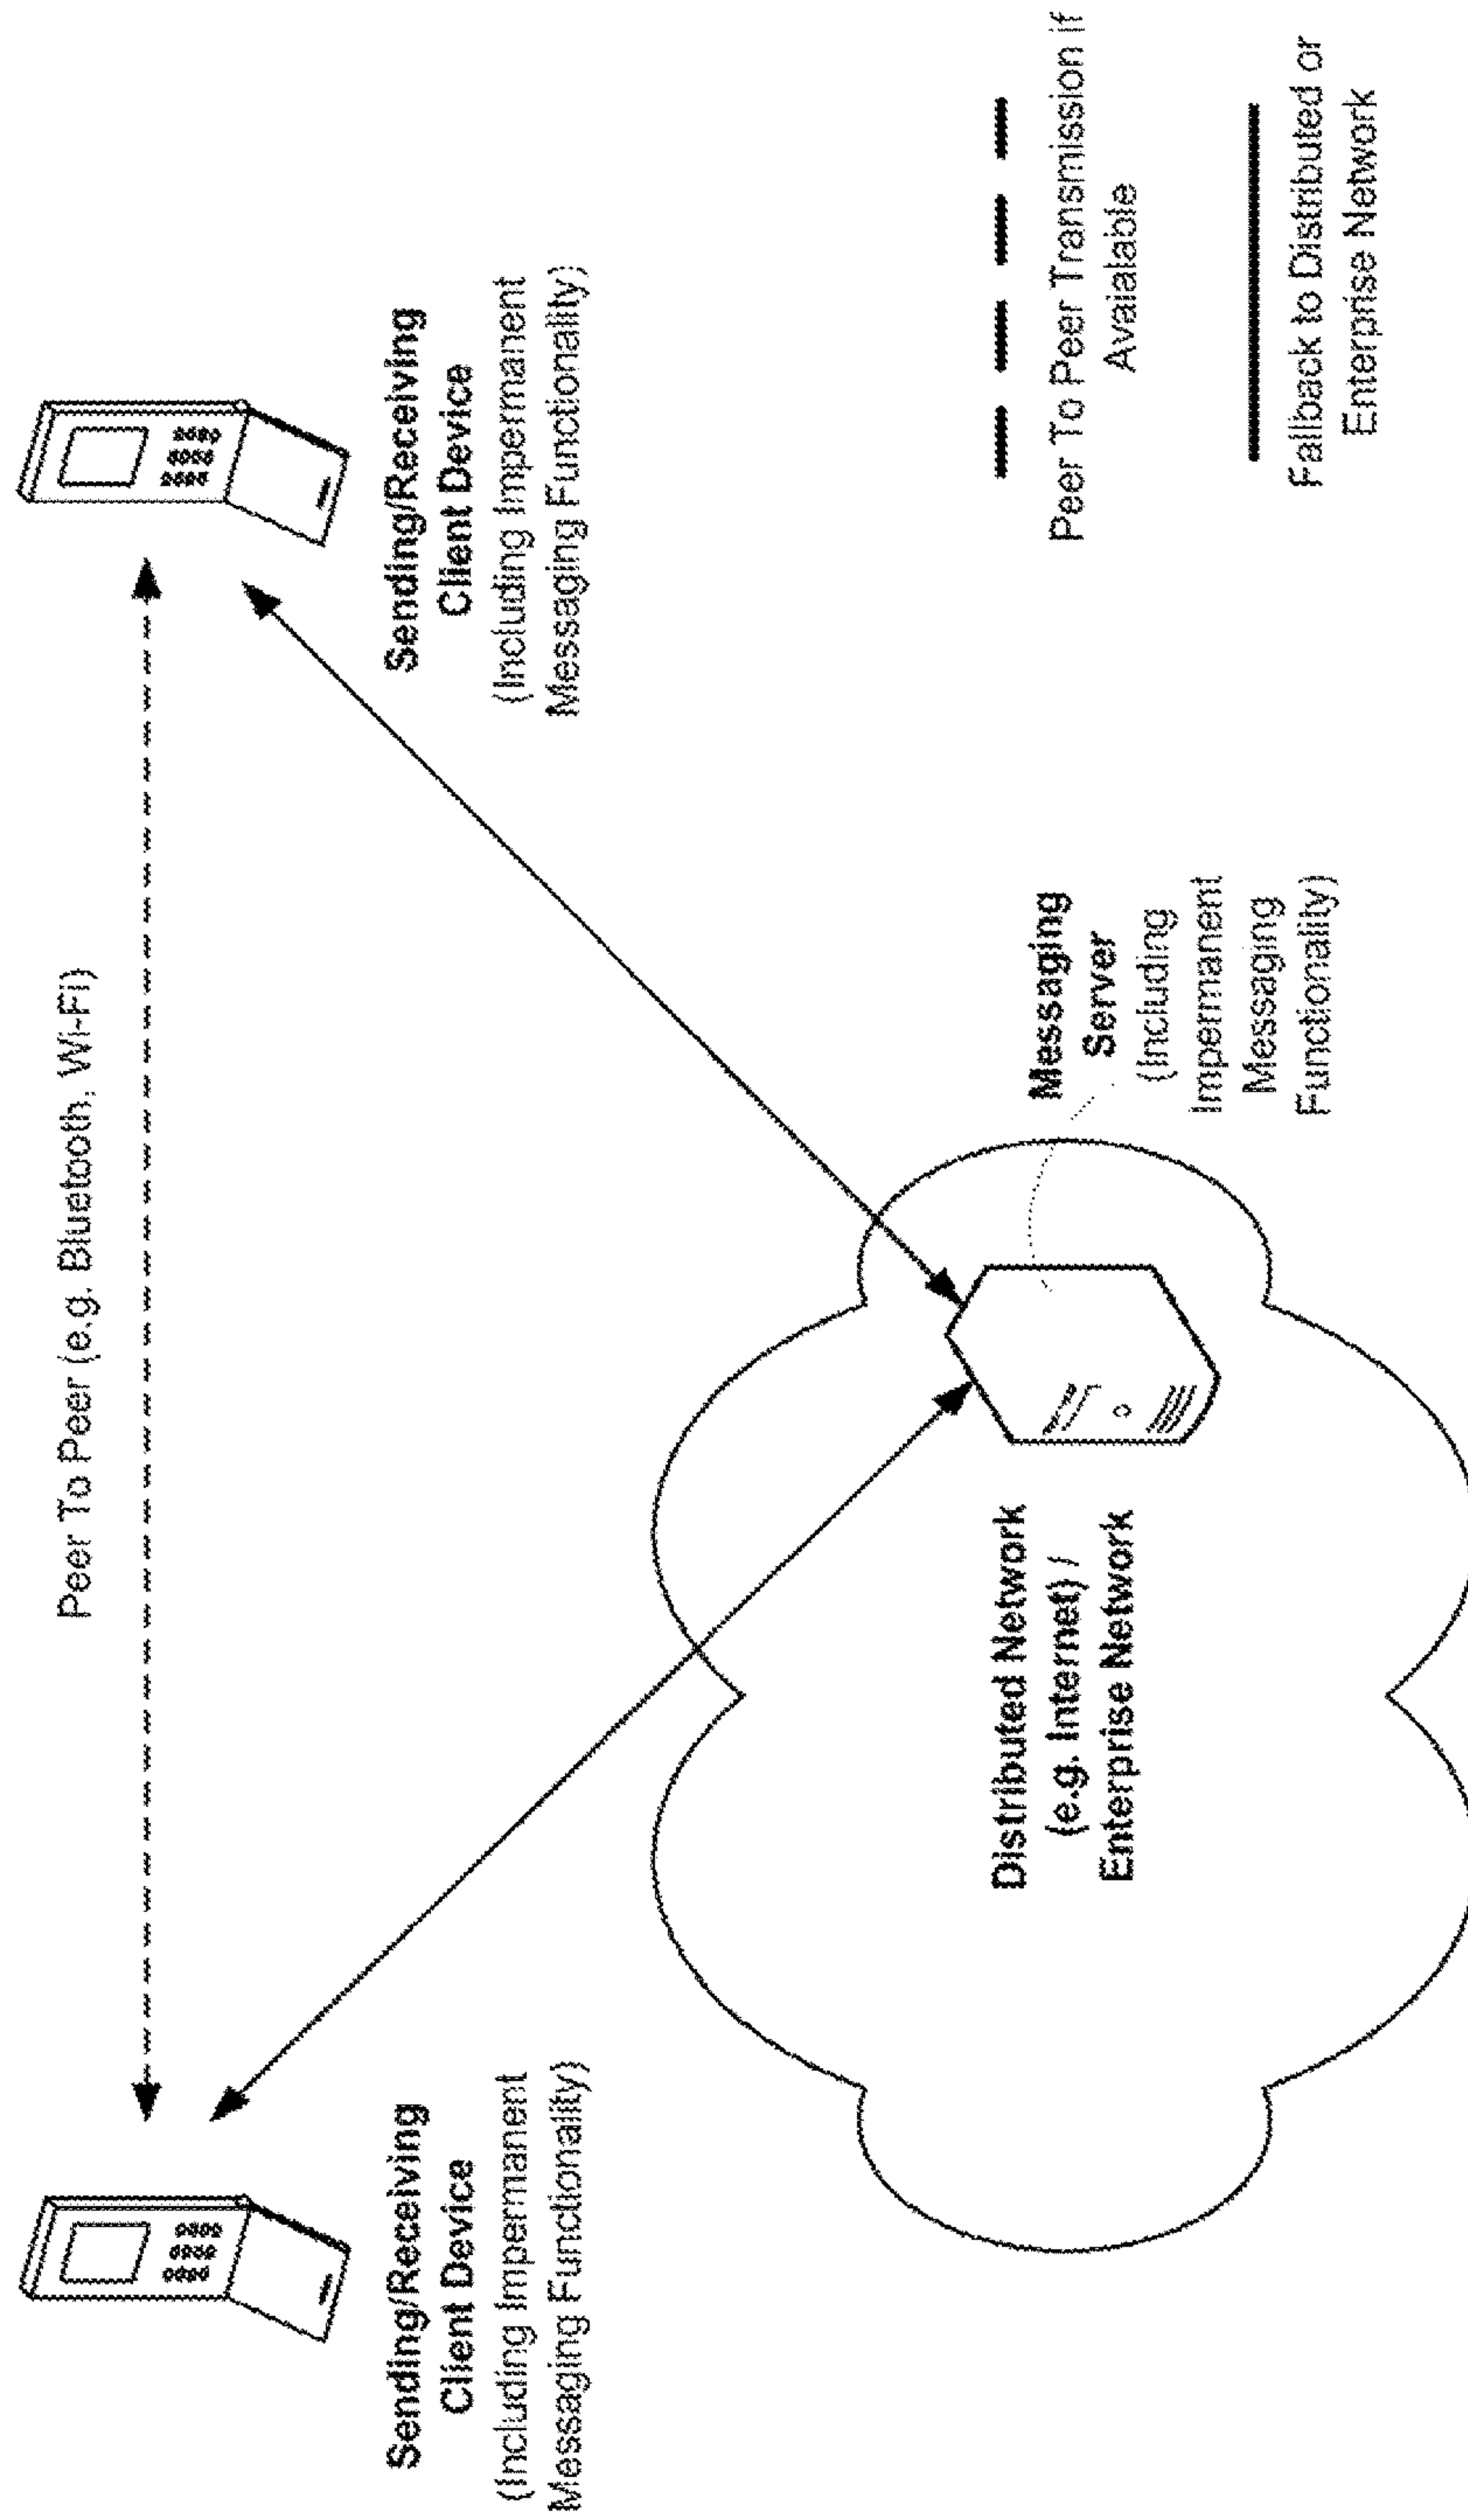 Peer To Peer (e.g. Bluetooth, Wi-Fi)
Sending/Receiving
Client Device
(Including Impermanent
Messaging Functionality)
Sending/Receiving
Client Device
(Including Impermanent
Messaging Functionality)
Distributed Network
(e.g. Internet) /
Enterprise Network
Messaging
Server
(Including
Impermanent
Messaging
Functionality)
Peer To Peer Transmission if
Avaialable
Fallback to Distributed or
Enterprise Network